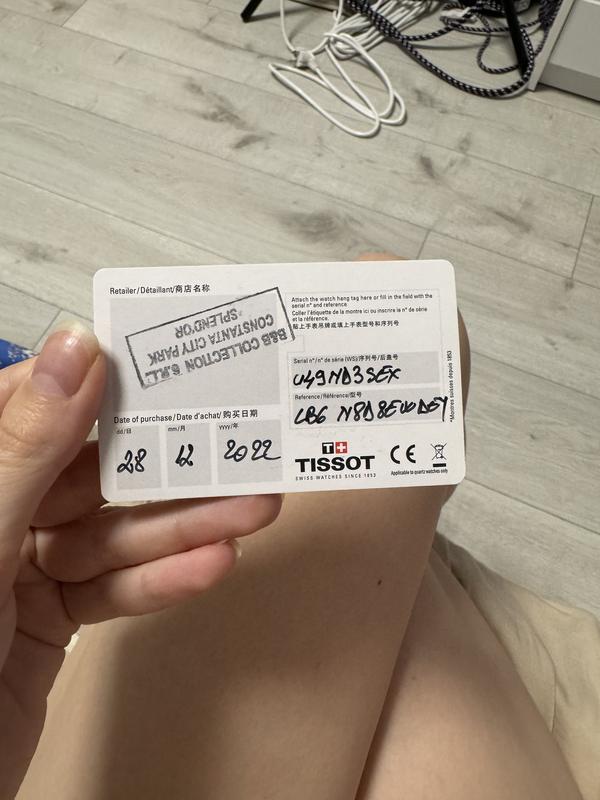 Retailer/Détaillant/商店名称
B&B COLLECTION S.R.L.
CONSTANTA CITY PARK
"SPLEND'OR
Date of purchase/Date d'achat/购买日期
dd/日
mm/月
yyyy/年
28
12
2022
Attach the watch hang tag here or fill in the field with the
serial n° and reference.
Coller l'étiquette de la montre ici ou inscrire le n° de série
et la référence.
贴上手表吊牌或填上手表型号和序列号
Serial n°/n° de série (WS)/序列号/后盖号
Reference/Référence/型号
T+
TISSOT
SWISS WATCHES SINCE 1853
CE
Applicable to quartz watches only
*Montres suisses depuis 1853